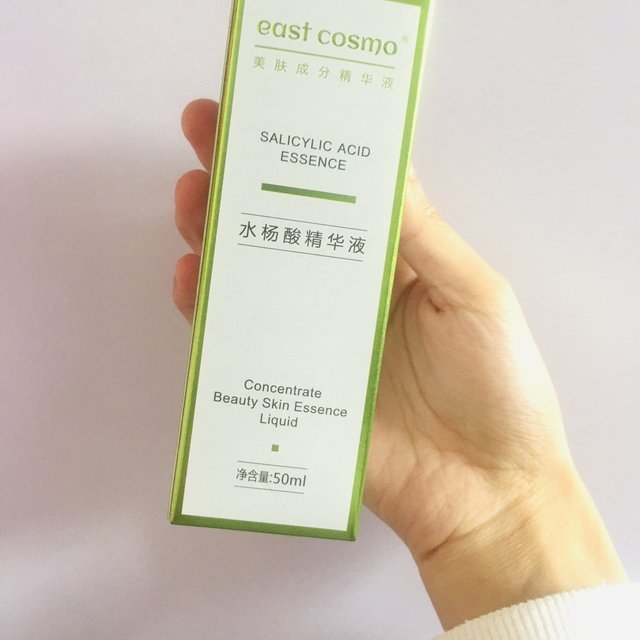 east cosmo®
美肤成分精华液
SALICYLIC ACID
ESSENCE
水杨酸精华液
Concentrate
Beauty Skin Essence
Liquid
净含量:50ml